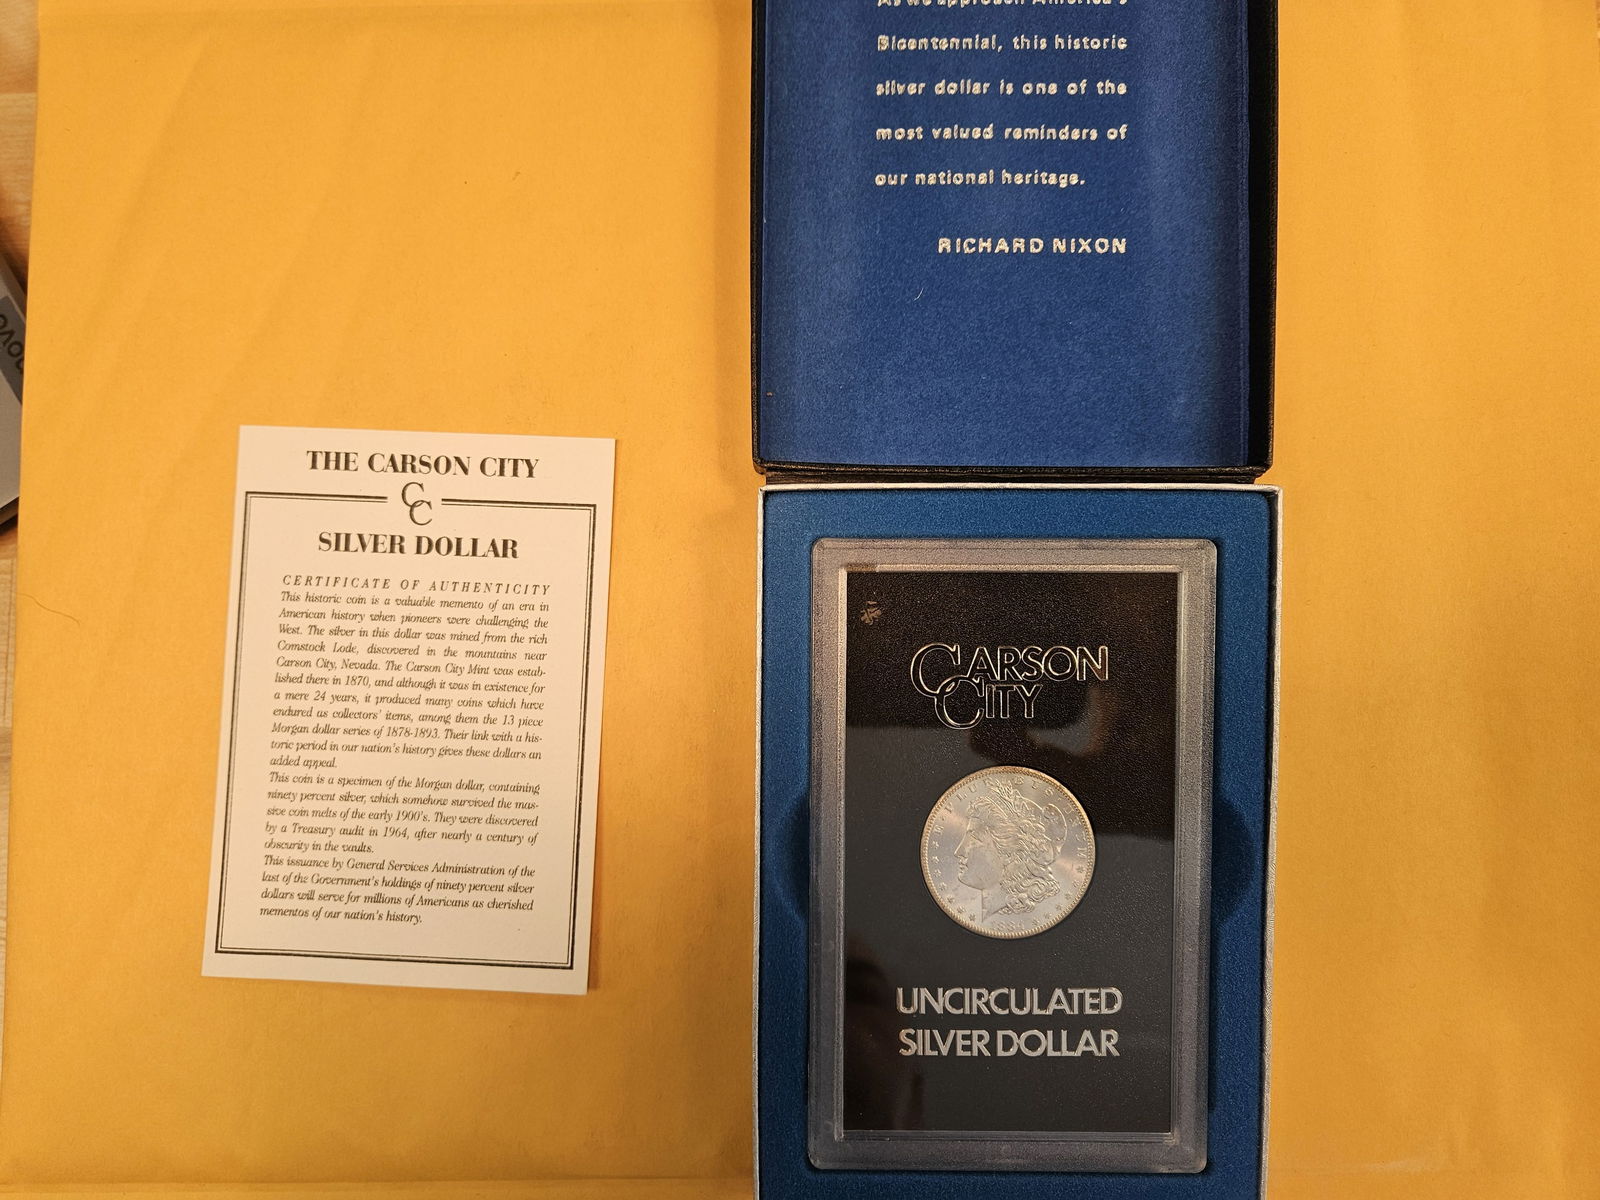 As we approach America's
Bicentennial, this historic
silver dollar is one of the
most valued reminders of
our national heritage.
RICHARD NIXON
THE CARSON CITY
CC
SILVER DOLLAR
CERTIFICATE OF AUTHENTICITY
This historic coin is a valuable memento of an era in
American history when pioneers were challenging the
West. The silver in this dollar was mined from the rich
Comstock Lode, discovered in the mountains near
Carson City, Nevada. The Carson City Mint was estab-
lished there in 1870, and although it was in existence for
a mere 24 years, it produced many coins which have
endured as collectors' items, among them the 13 piece
Morgan dollar series of 1878-1893. Their link with a his-
toric period in our nation's history gives these dollars an
added appeal.
This coin is a specimen of the Morgan dollar, containing
ninety percent silver, which somehow survived the mas-
sive coin melts of the early 1900's. They were discovered
by a Treasury audit in 1964, after nearly a century of
obscurity in the vaults.
This issuance by General Services Administration of the
last of the Government's holdings of ninety percent silver
dollars will serve for millions of Americans as cherished
mementos of our nation's history.
CARSON
CITY
UNCIRCULATED
SILVER DOLLAR